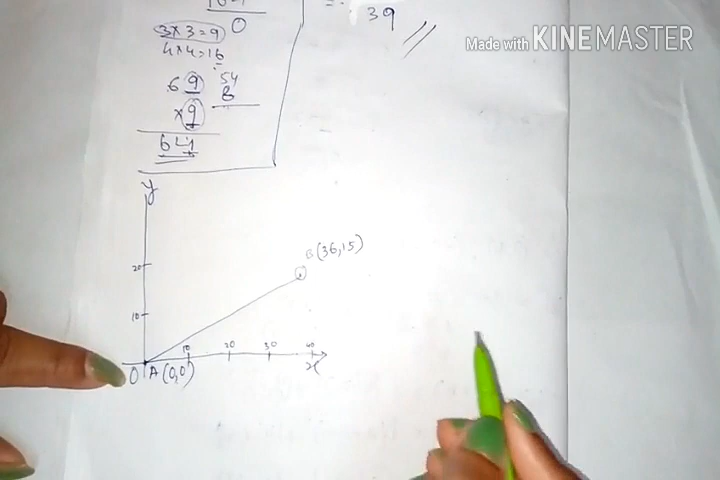 0
= 39
3×3=9
4×4=16
69 54
×9 8
641
Made with KINEMASTER
y
B(36,15)
20
10
10 20 30 40
O A(0,0) x